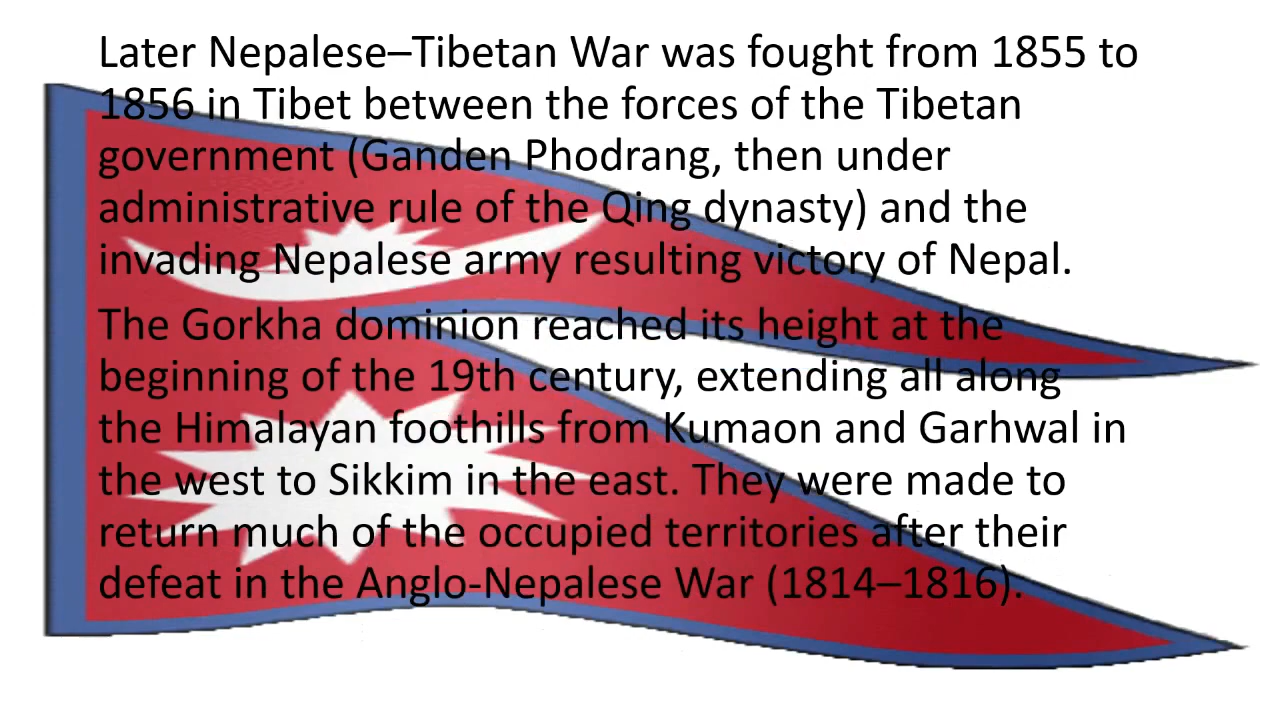 Later Nepalese–Tibetan War was fought from 1855 to
1856 in Tibet between the forces of the Tibetan
government (Ganden Phodrang, then under
administrative rule of the Qing dynasty) and the
invading Nepalese army resulting victory of Nepal.
The Gorkha dominion reached its height at the
beginning of the 19th century, extending all along
the Himalayan foothills from Kumaon and Garhwal in
the west to Sikkim in the east. They were made to
return much of the occupied territories after their
defeat in the Anglo-Nepalese War (1814–1816).